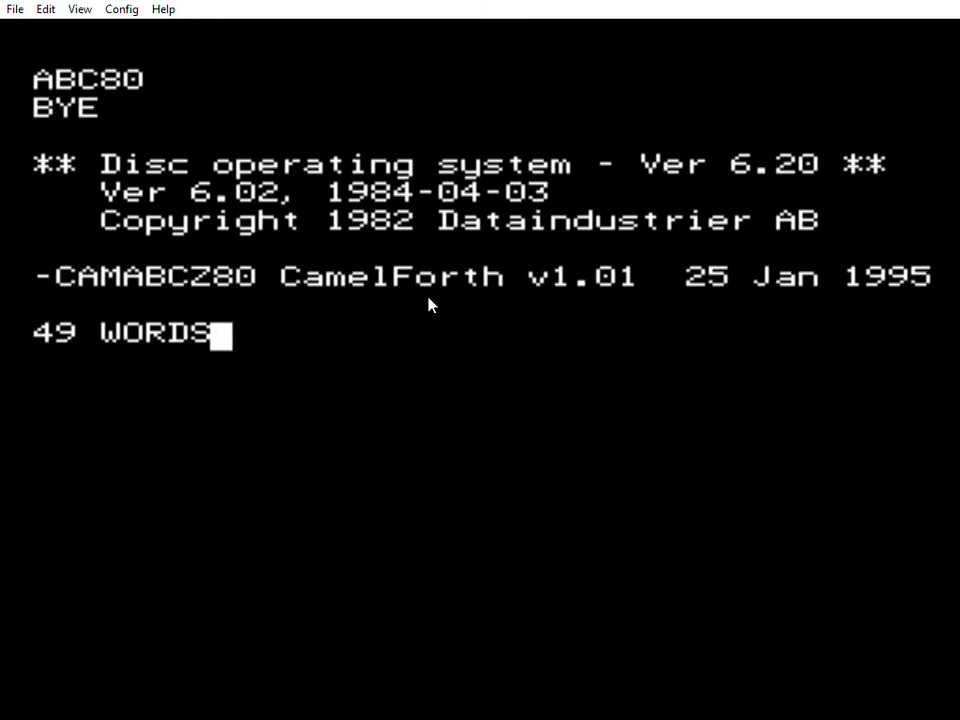 File Edit View Config Help
ABC80
BYE
** Disc operating system - Ver 6.20 **
Ver 6.02, 1984-04-03
Copyright 1982 Dataindustrier AB
-CAMABCZ80 CamelForth v1.01 25 Jan 1995
49 WORDS